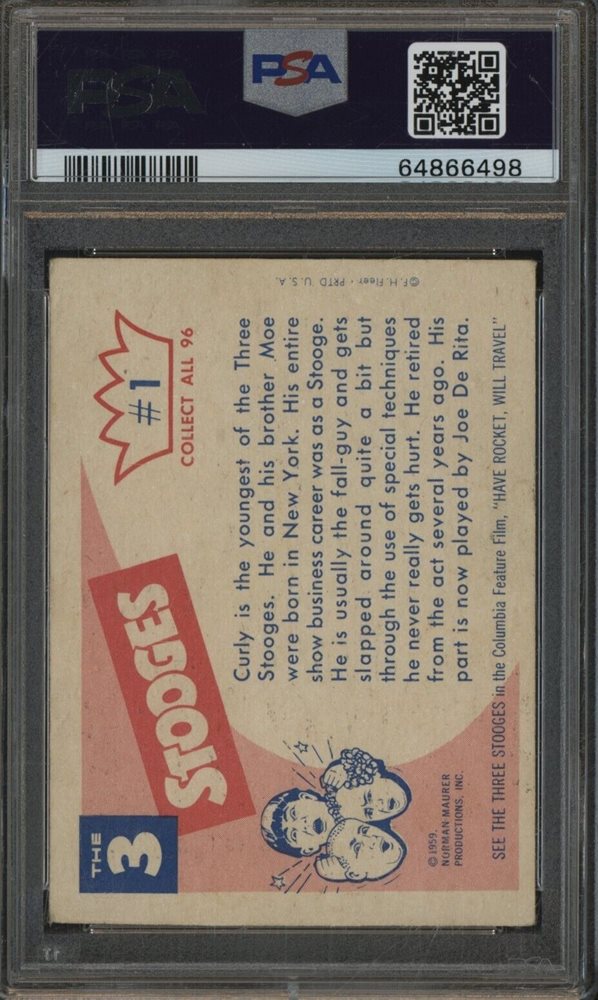 PSA
PSA
64866498
THE
3
STOOGES
#1
COLLECT ALL 96
Curly is the youngest of the Three
Stooges. He and his brother Moe
were born in New York. His entire
show business career was as a Stooge.
He is usually the fall-guy and gets
slapped around quite a bit but
through the use of special techniques
he never really gets hurt. He retired
from the act several years ago. His
part is now played by Joe De Rita.
©F.H. Fleer • PRTD U.S.A.
©1959,
NORMAN MAURER
PRODUCTIONS, INC.
SEE THE THREE STOOGES in the Columbia Feature Film, "HAVE ROCKET, WILL TRAVEL"